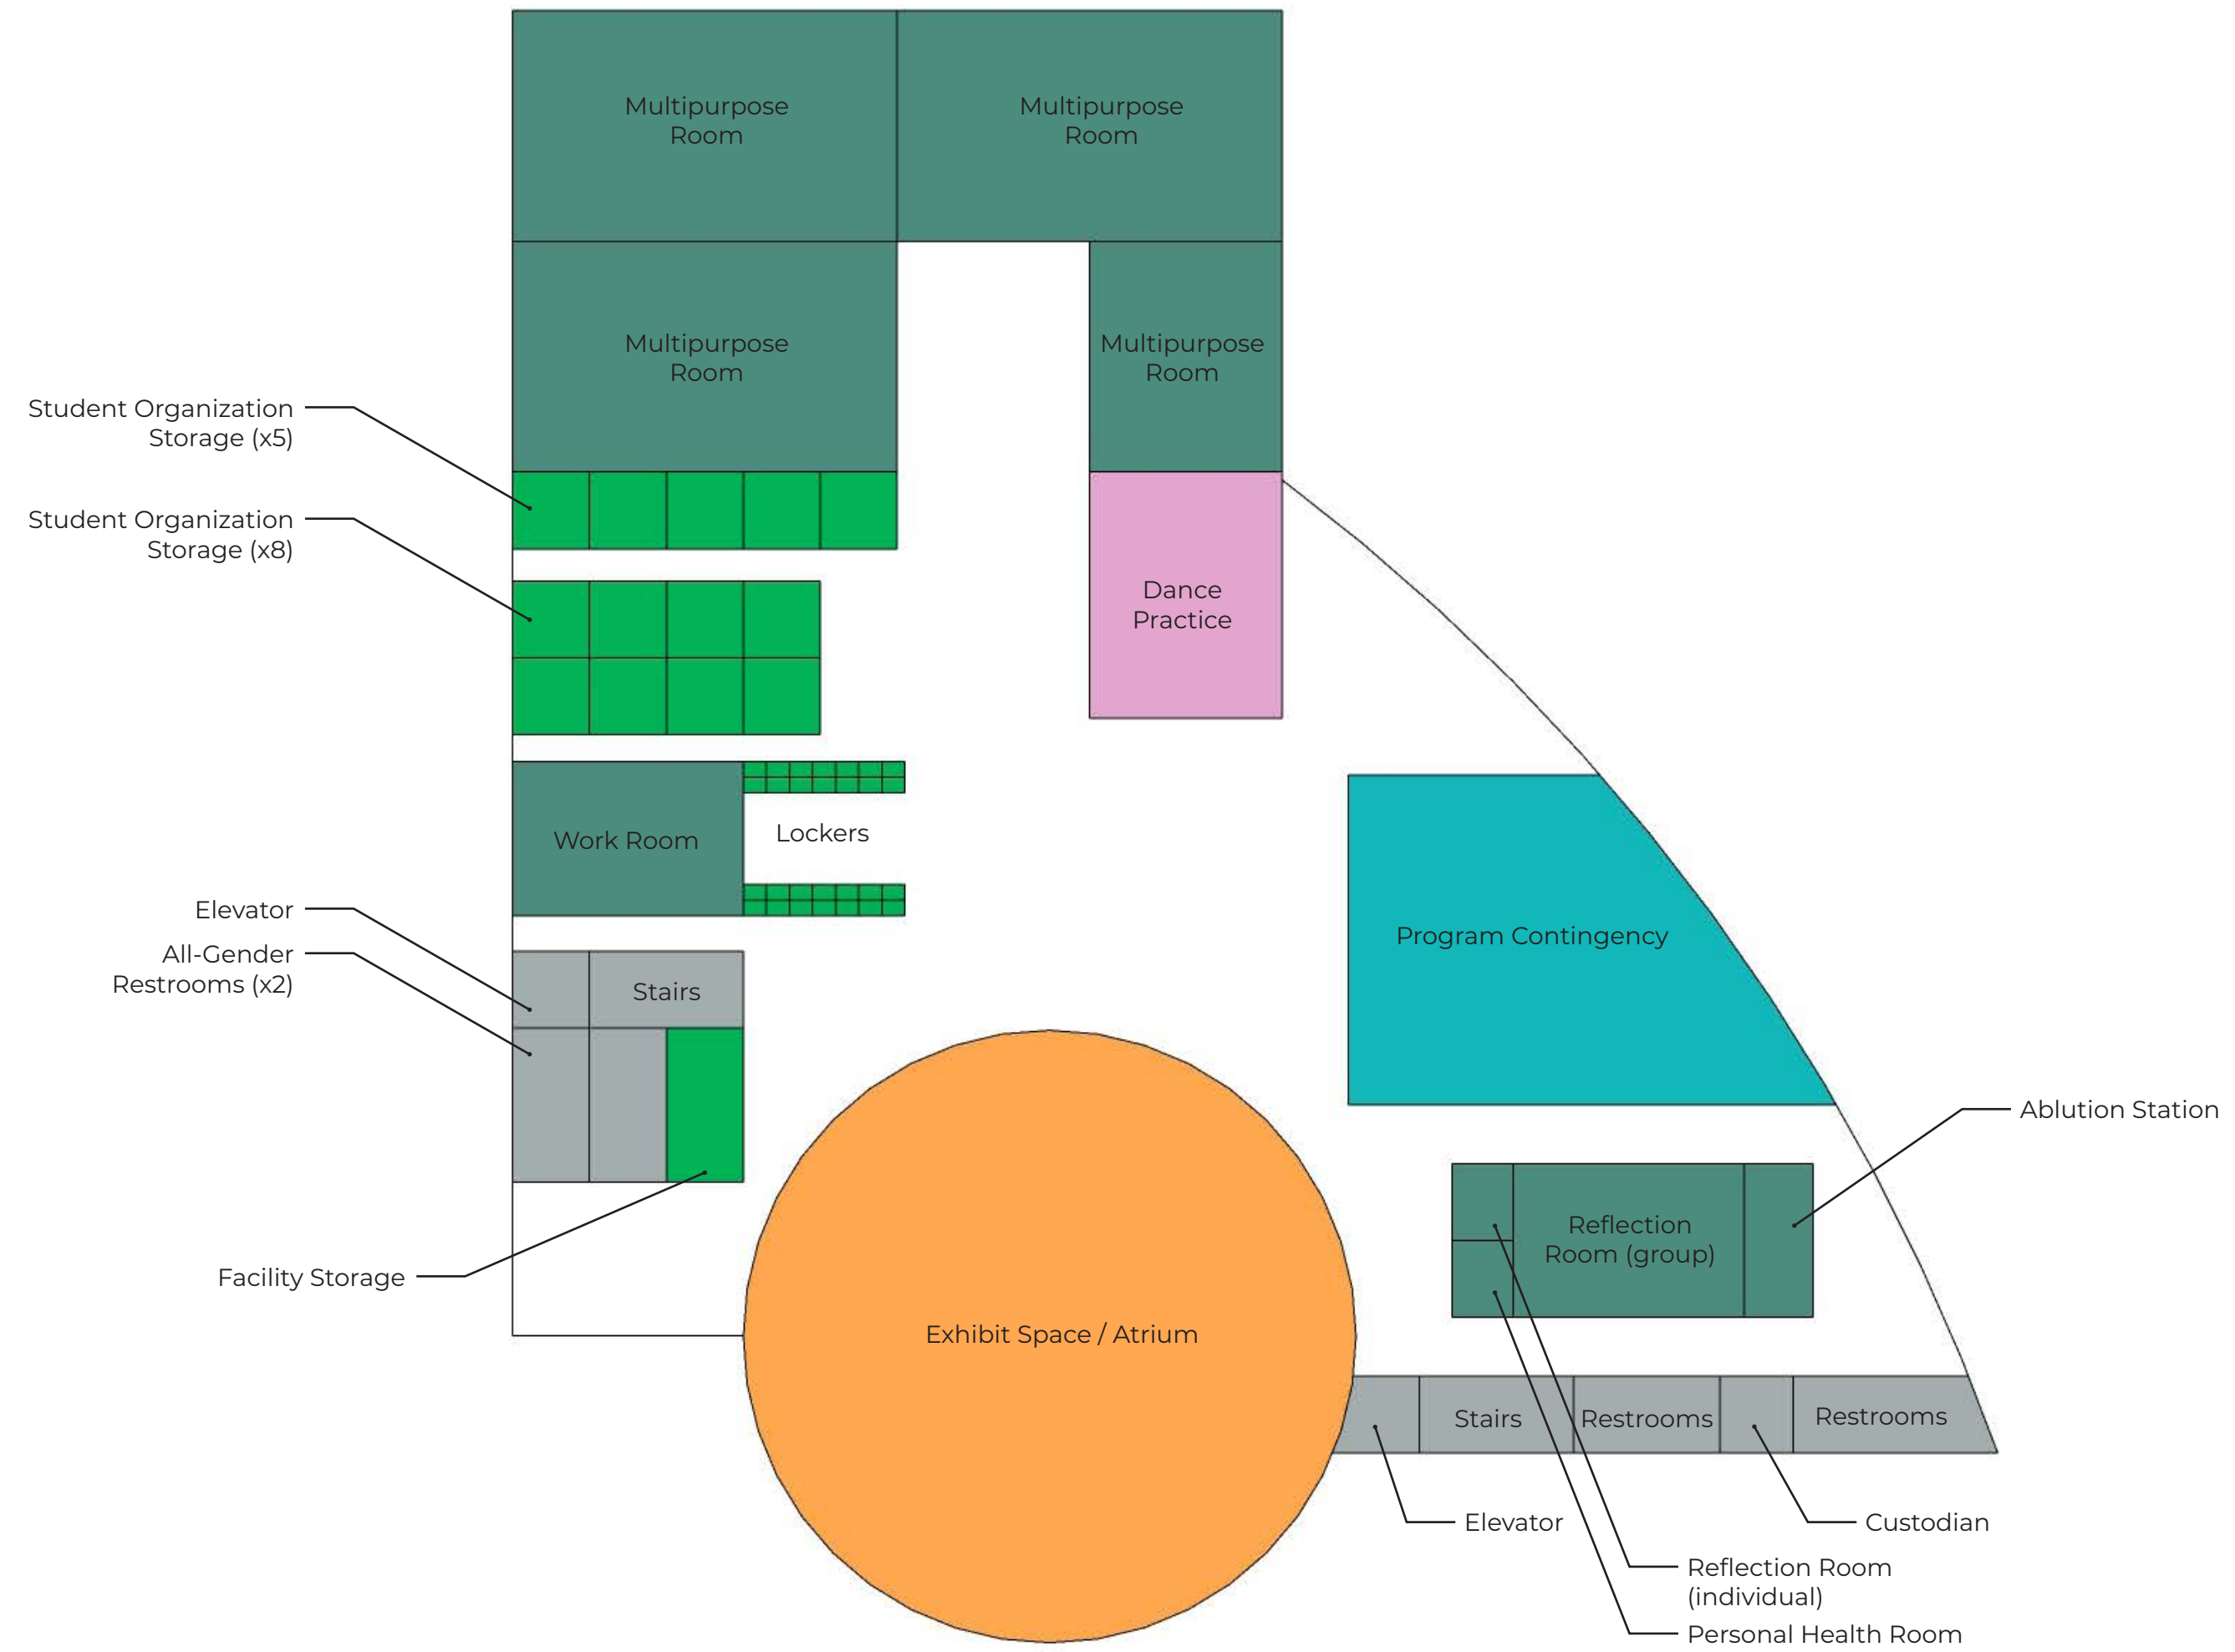 Multipurpose
Room
Multipurpose
Room
Multipurpose
Room
Multipurpose
Room
Student Organization
Storage (x5)
Student Organization
Storage (x8)
Dance
Practice
Work Room
Lockers
Elevator
All-Gender
Restrooms (x2)
Stairs
Program Contingency
Ablution Station
Reflection
Room (group)
Facility Storage
Exhibit Space / Atrium
Stairs
Restrooms
Restrooms
Elevator
Custodian
Reflection Room
(individual)
Personal Health Room